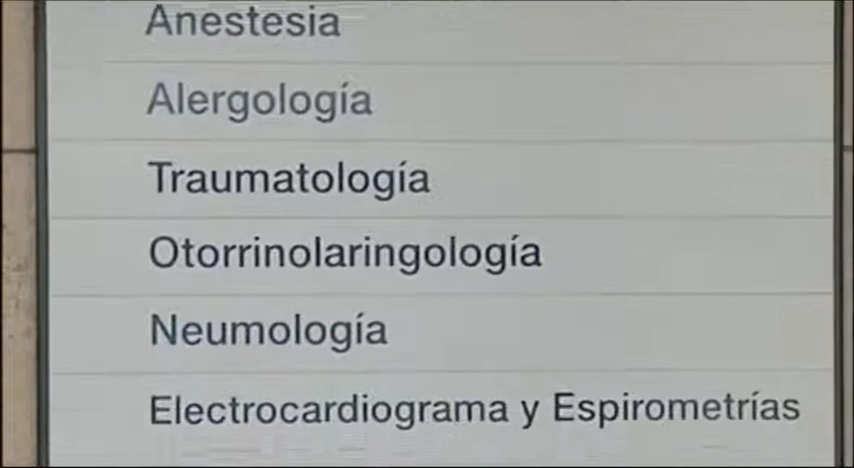 Anestesia
Alergología
Traumatología
Otorrinolaringología
Neumología
Electrocardiograma y Espirometrías